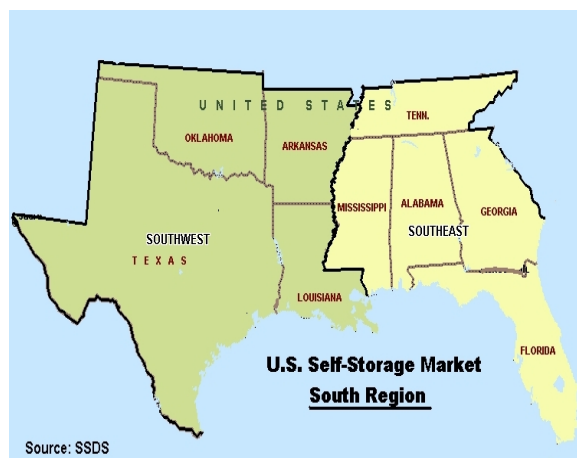 UNITED STATES
TENN.
OKLAHOMA
ARKANSAS
MISSISSIPPI
ALABAMA
GEORGIA
SOUTHWEST
SOUTHEAST
TEXAS
LOUISIANA
FLORIDA
U.S. Self-Storage Market
South Region
Source: SSDS